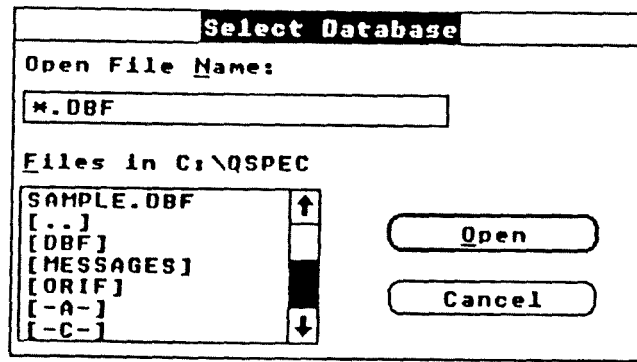 Select Database
Open File Name:
*.DBF
Files in C:\QSPEC
SAMPLE.DBF
[..]
[DBF]
[MESSAGES]
[ORIF]
[-A-]
[-C-]
Open
Cancel